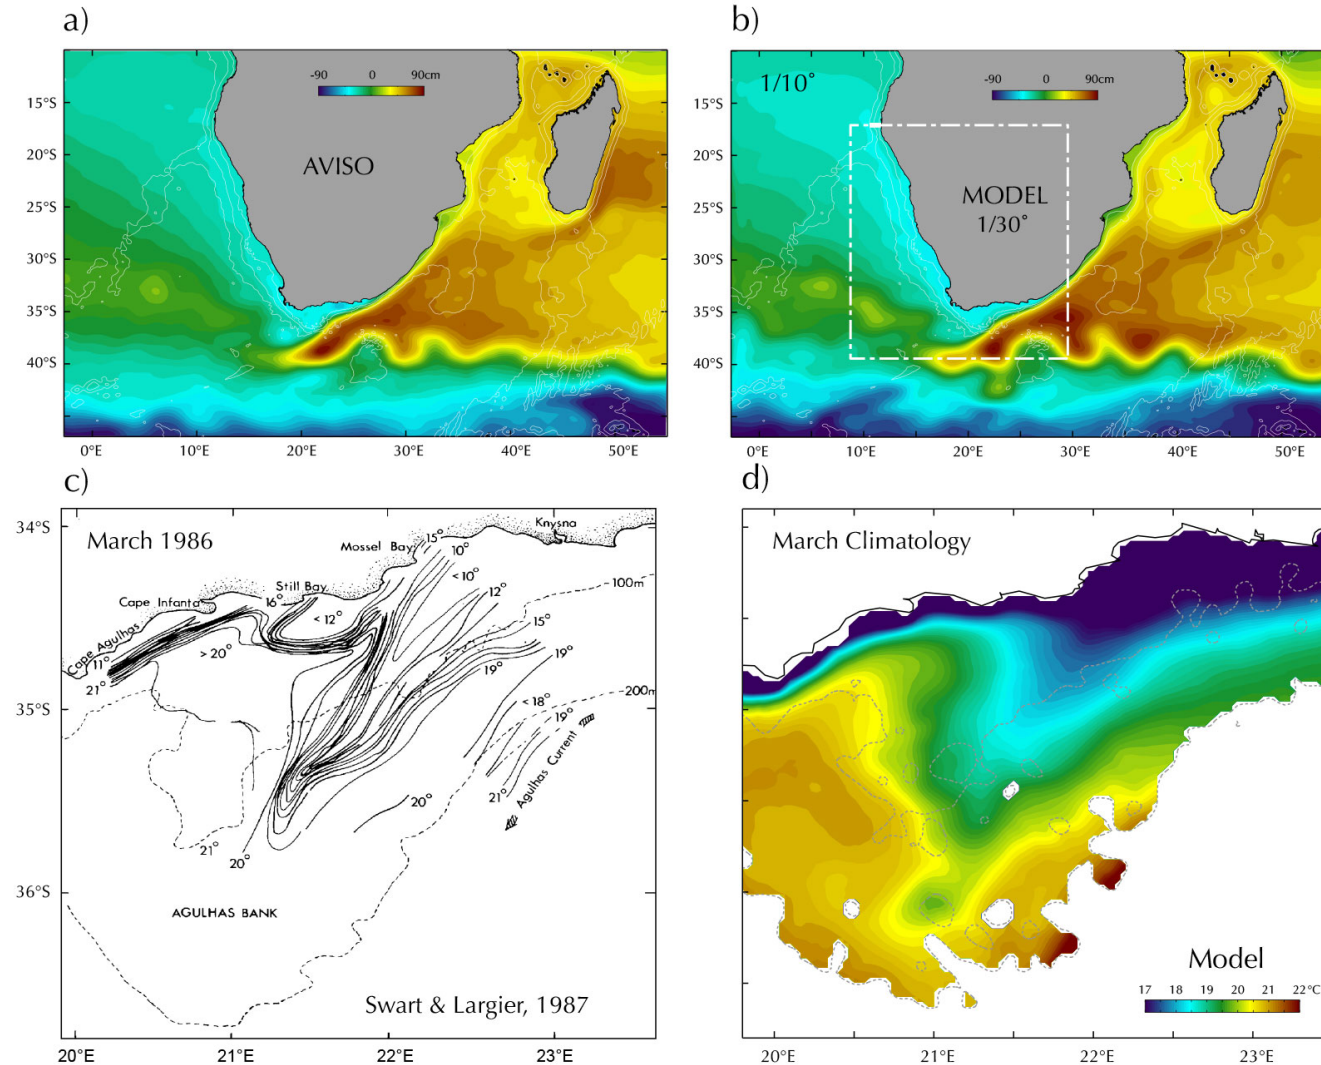 a)
-90 0 90cm
AVISO
15°S
20°S
25°S
30°S
35°S
40°S
0°E 10°E 20°E 30°E 40°E 50°E
b)
1/10°
-90 0 90cm
MODEL
1/30°
15°S
20°S
25°S
30°S
35°S
40°S
0°E 10°E 20°E 30°E 40°E 50°E
c)
March 1986
34°S
35°S
36°S
Knysna
Mossel Bay
15°
10°
<10°
12°
15°
19°
19°
<18°
19°
21°
100m
200m
Still Bay
16°
<12°
Cape Infanta
Cape Agulhas
11°
21°
>20°
21°
20°
20°
Agulhas Current
AGULHAS BANK
Swart & Largier, 1987
20°E 21°E 22°E 23°E
d)
March Climatology
Model
17 18 19 20 21 22°C
20°E 21°E 22°E 23°E